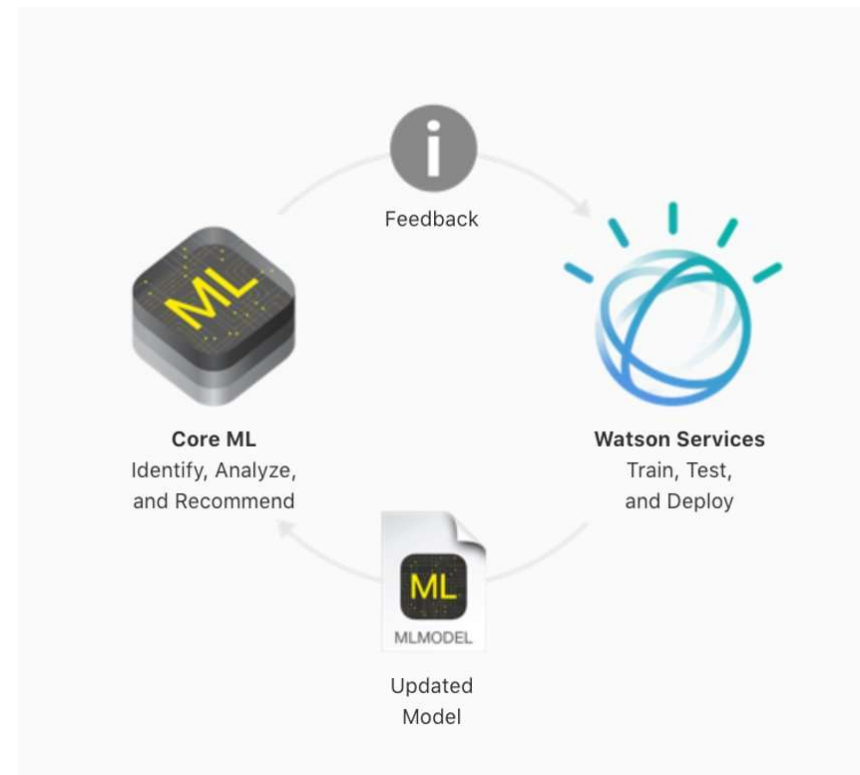 i
Feedback
ML
Core ML
Identify, Analyze,
and Recommend
Watson Services
Train, Test,
and Deploy
ML
MLMODEL
Updated
Model